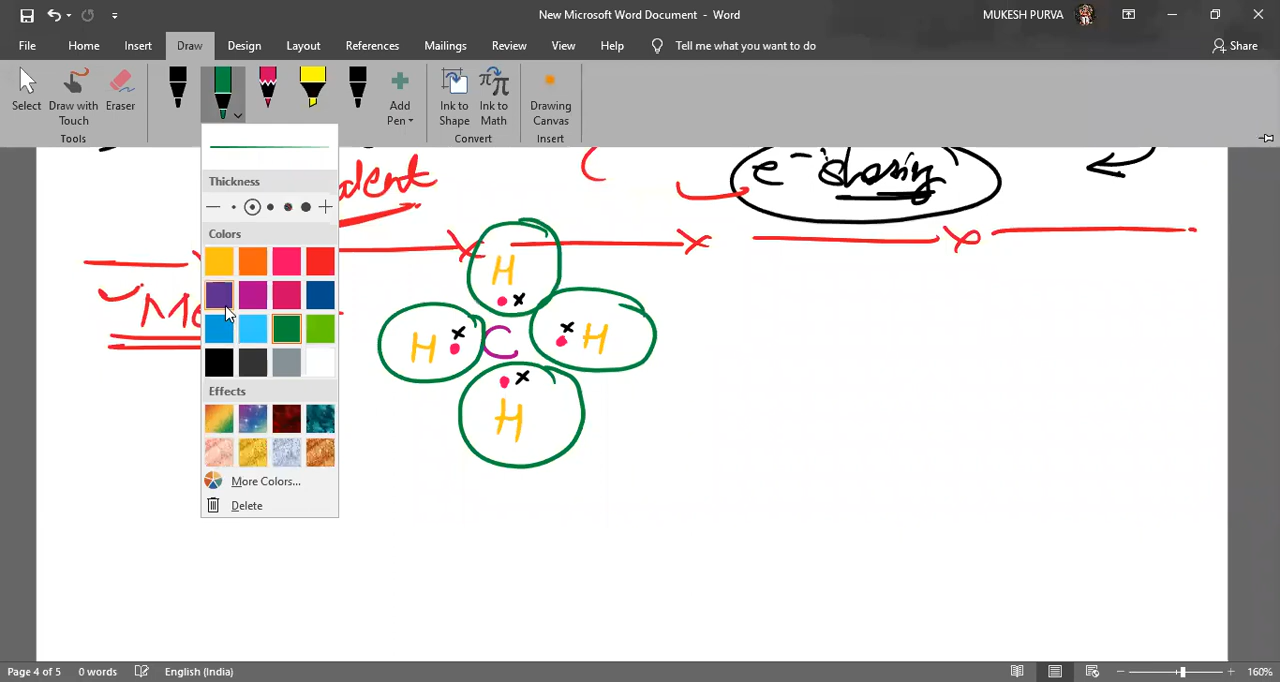 New Microsoft Word Document - Word
MUKESH PURVA
File Home Insert Draw Design Layout References Mailings Review View Help Tell me what you want to do Share
Select Draw with Touch Eraser Add Pen Ink to Shape Ink to Math Drawing Canvas
Tools Convert Insert
e⁻ sharing
Thickness
Colors
H
H C H
H
Effects
More Colors...
Delete
Page 4 of 5 0 words English (India) 160%